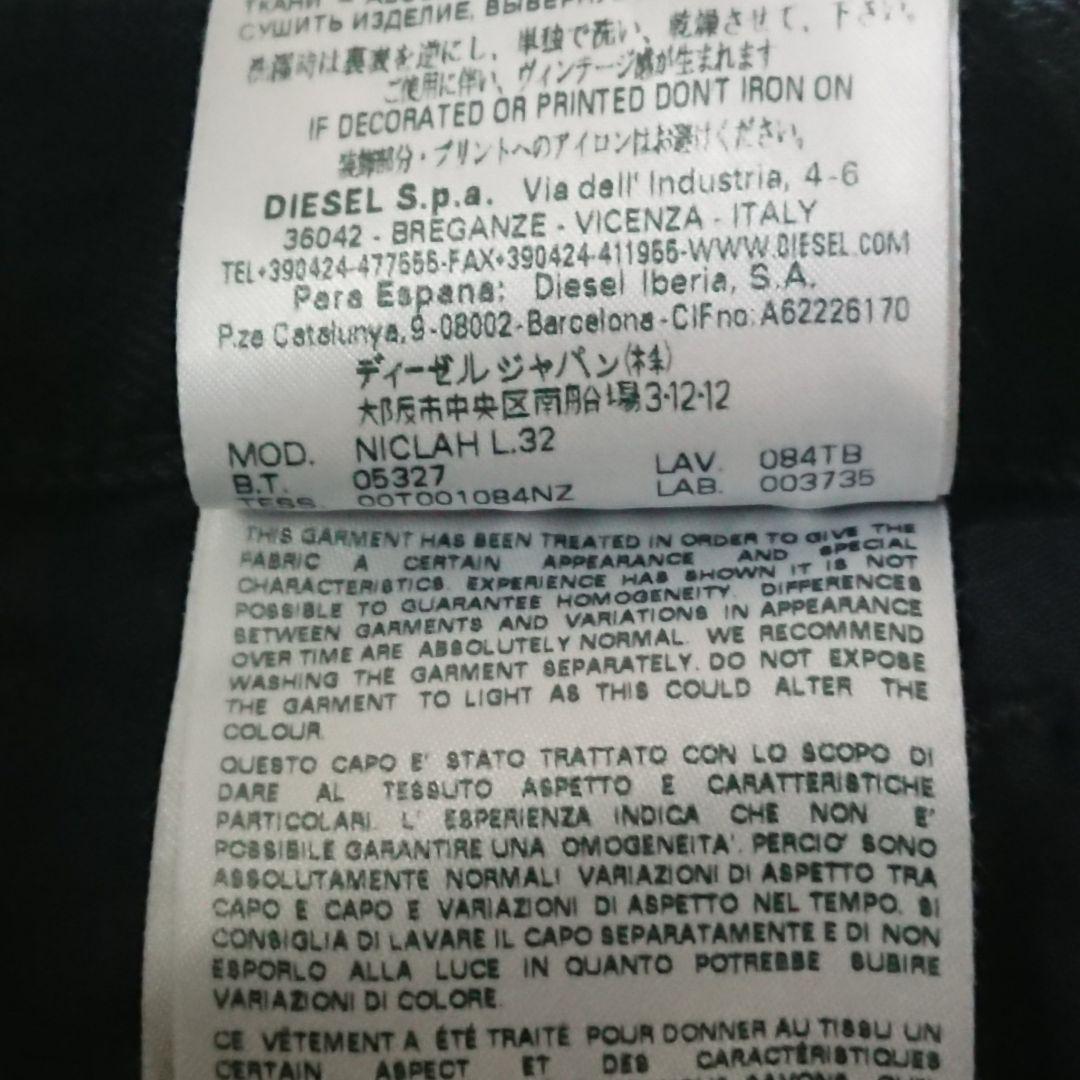 ТКАНИ
СУШИТЬ ИЗДЕЛИЕ,
洗濯時は裏表を逆にし、単独で洗い、乾燥させて、下さい。
ご使用に伴い、ヴィンテージ感が生まれます
IF DECORATED OR PRINTED DONT IRON ON
装飾部分・プリントへのアイロンはお避けください。
DIESEL S.p.a. Via dell' Industria, 4-6
36042 - BREGANZE - VICENZA - ITALY
TEL+390424-477555-FAX+390424-411955-WWW.DIESEL.COM
Para Espana: Diesel Iberia, S.A.
P.za Catalunya,9-08002-Barcelona-CIFno:A62226170
ディーゼルジャパン(株)
大阪市中央区南船場3-12-12
MOD. NICLAH L.32
B.T. 05327 LAV. 084TB
TESS. 00T001084NZ LAB. 003735
THIS GARMENT HAS BEEN TREATED IN ORDER TO GIVE THE
FABRIC A CERTAIN APPEARANCE AND SPECIAL
CHARACTERISTICS. EXPERIENCE HAS SHOWN IT IS NOT
POSSIBLE TO GUARANTEE HOMOGENEITY. DIFFERENCES
BETWEEN GARMENTS AND VARIATIONS IN APPEARANCE
OVER TIME ARE ABSOLUTELY NORMAL. WE RECOMMEND
WASHING THE GARMENT SEPARATELY. DO NOT EXPOSE
THE GARMENT TO LIGHT AS THIS COULD ALTER THE
COLOUR.
QUESTO CAPO E' STATO TRATTATO CON LO SCOPO DI
DARE AL TESSUTO ASPETTO E CARATTERISTICHE
PARTICOLARI. L' ESPERIENZA INDICA CHE NON E'
POSSIBILE GARANTIRE UNA OMOGENEITA'. PERCIO' SONO
ASSOLUTAMENTE NORMALI VARIAZIONI DI ASPETTO TRA
CAPO E CAPO E VARIAZIONI DI ASPETTO NEL TEMPO. SI
CONSIGLIA DI LAVARE IL CAPO SEPARATAMENTE E DI NON
ESPORLO ALLA LUCE IN QUANTO POTREBBE SUBIRE
VARIAZIONI DI COLORE.
CE VÊTEMENT A ÉTÉ TRAITÉ POUR DONNER AU TISSU UN
CERTAIN ASPECT ET DES CARACTÉRISTIQUES